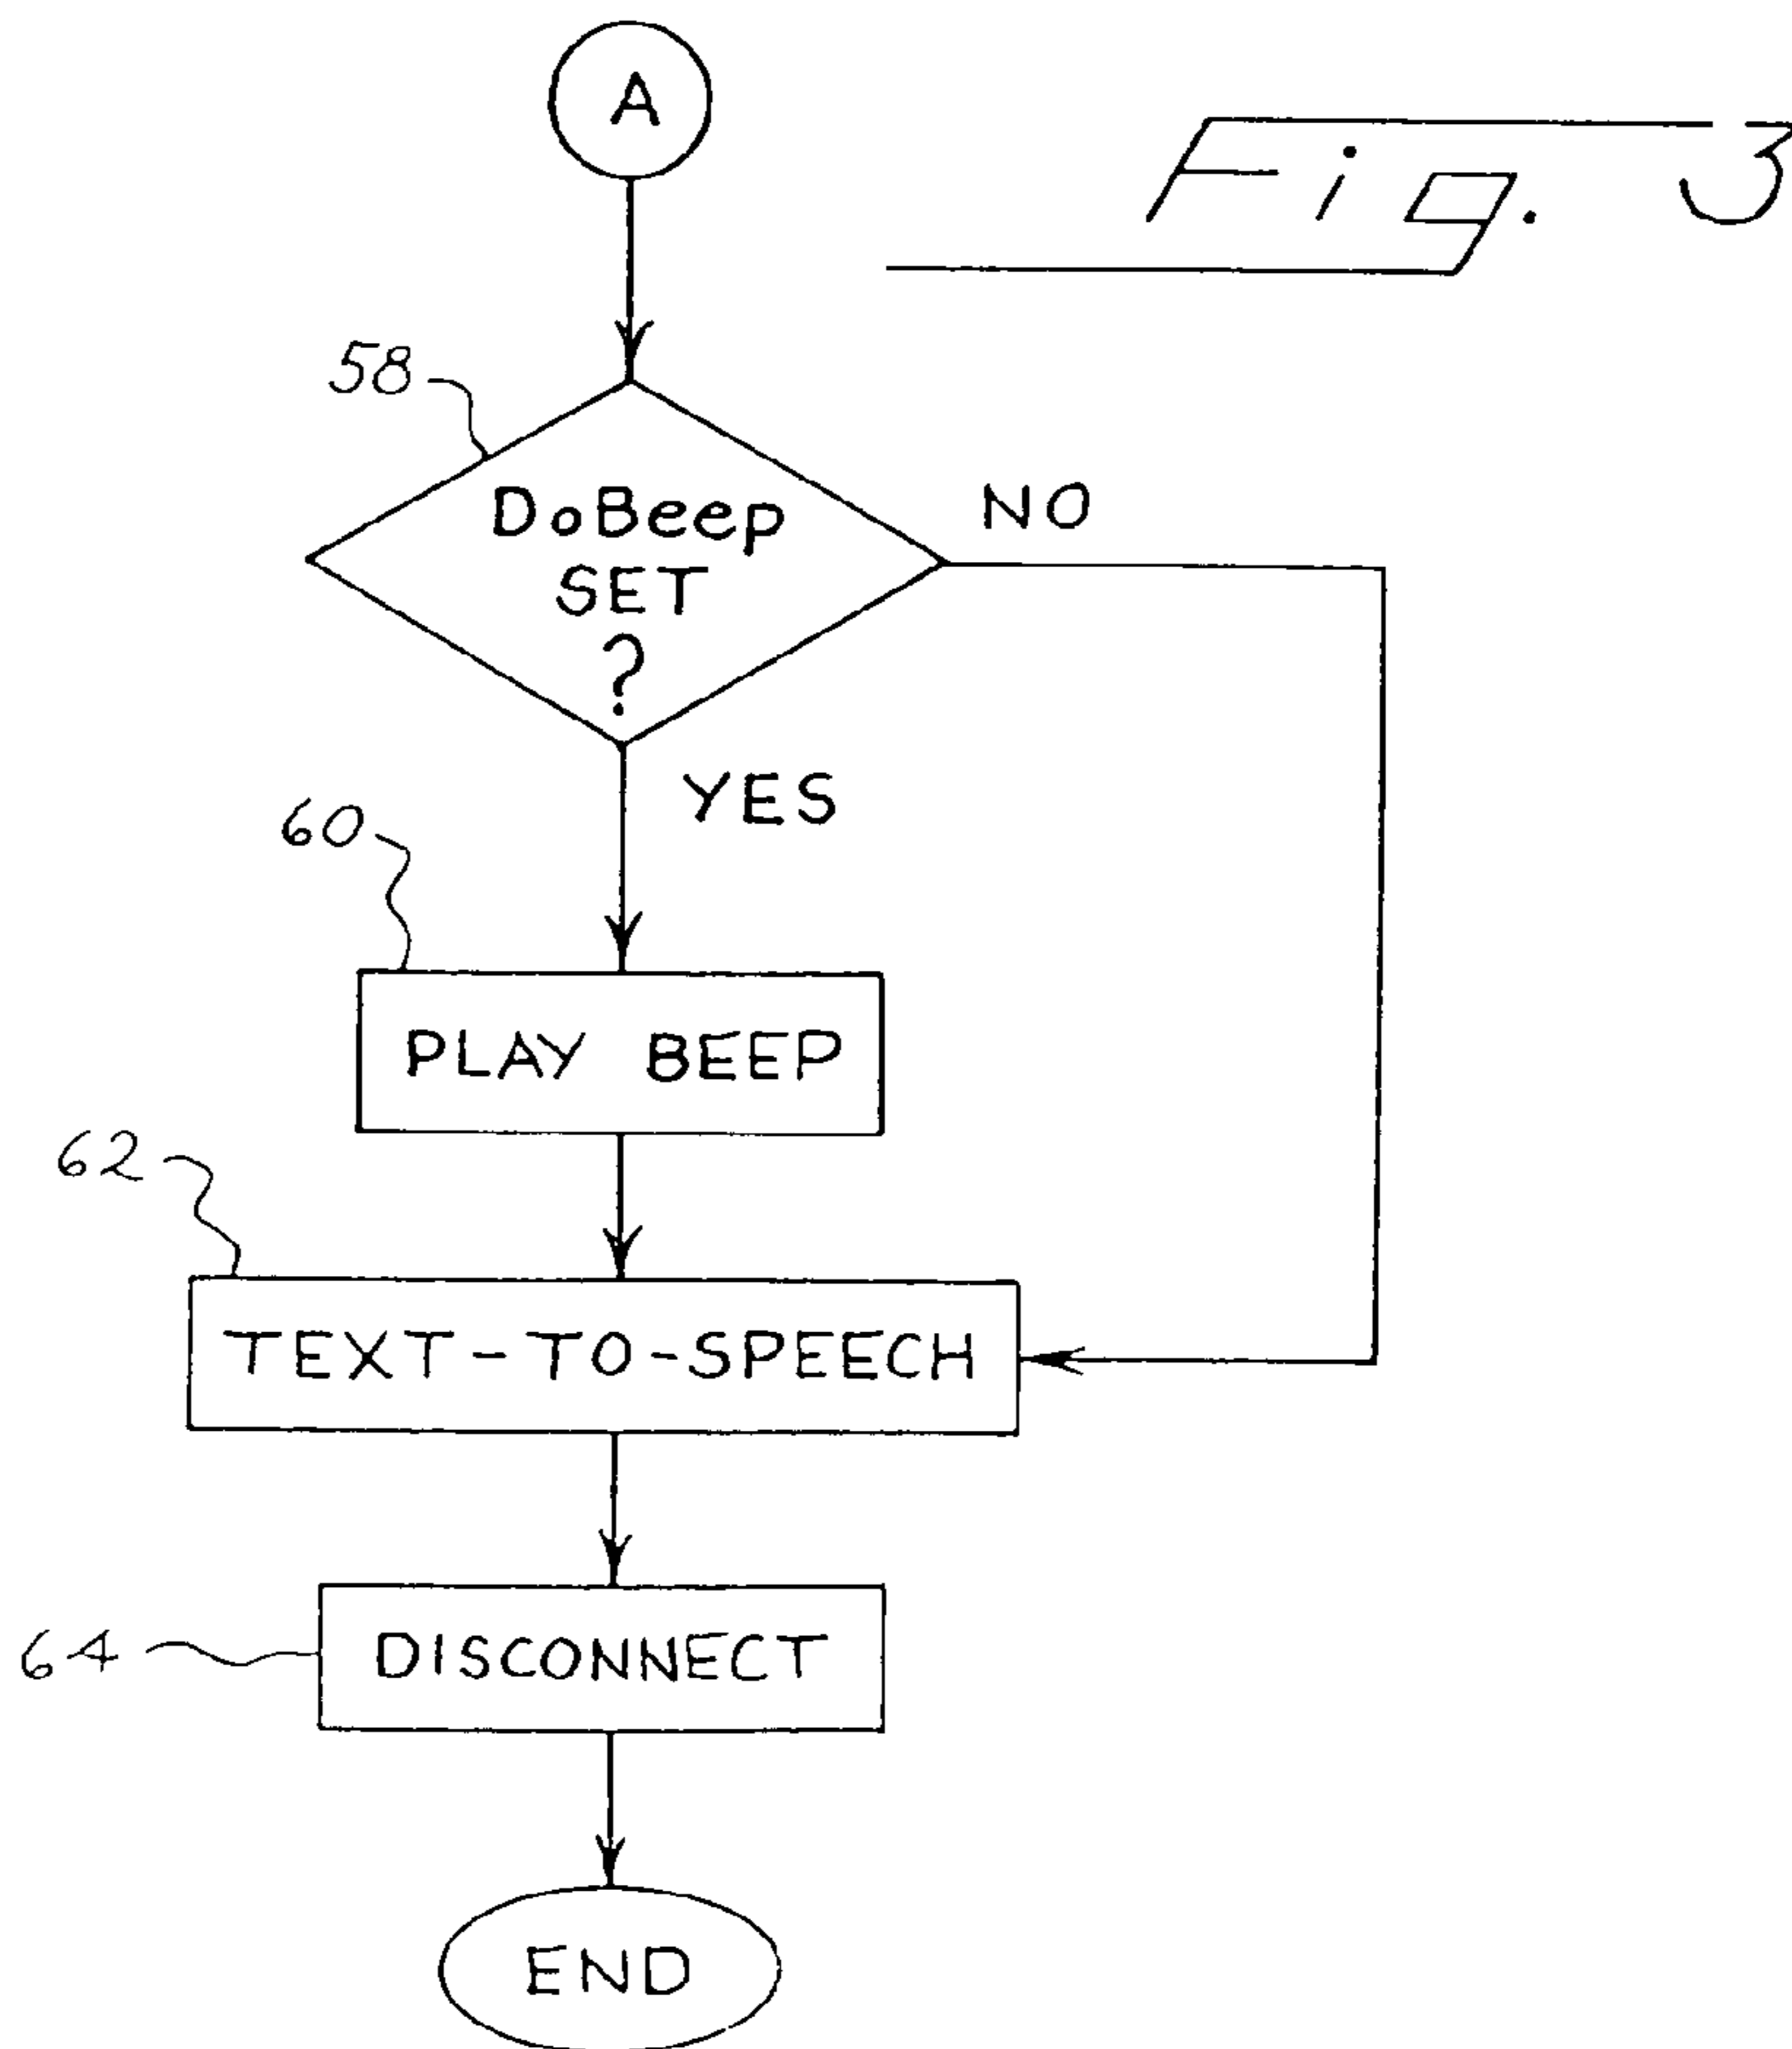 A
Fig. 3
58
DoBeep
SET
?
NO
YES
60
PLAY BEEP
62
TEXT-TO-SPEECH
64
DISCONNECT
END